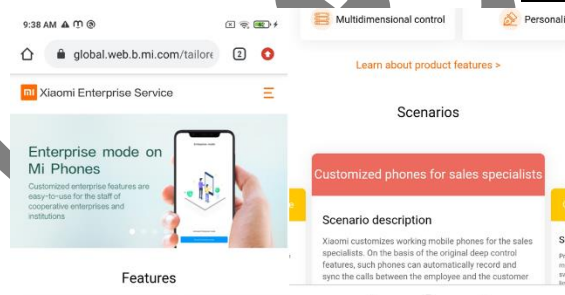 9:38 AM
global.web.b.mi.com/tailore
2
mi Xiaomi Enterprise Service
Enterprise mode on
Mi Phones
Customized enterprise features are
easy-to-use for the staff of
cooperative enterprises and
institutions
Features
Multidimensional control
Personali
Learn about product features >
Scenarios
Customized phones for sales specialists
Scenario description
Xiaomi customizes working mobile phones for the sales
specialists. On the basis of the original deep control
features, such phones can automatically record and
sync the calls between the employee and the customer